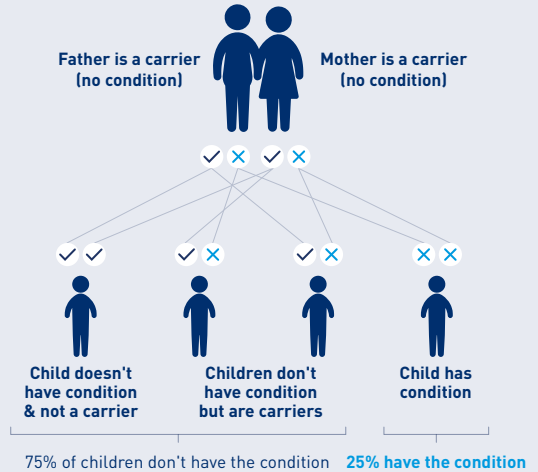 Father is a carrier
(no condition)
Mother is a carrier
(no condition)
Child doesn't
have condition
& not a carrier
Children don't
have condition
but are carriers
Child has
condition
75% of children don't have the condition
25% have the condition